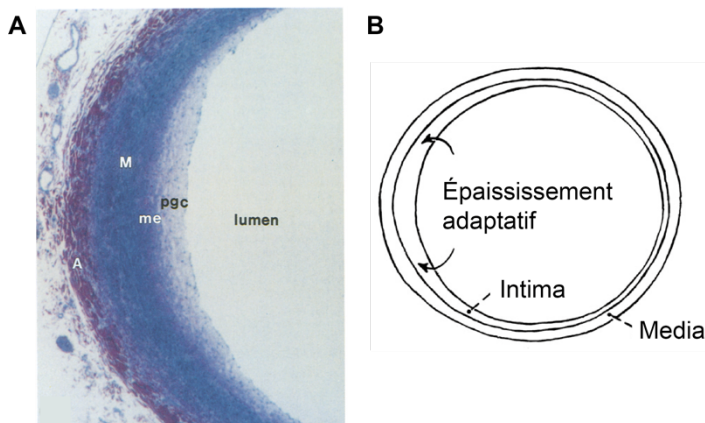 A
B
M
pgc
me
lumen
A
Épaississement
adaptatif
Intima
Media